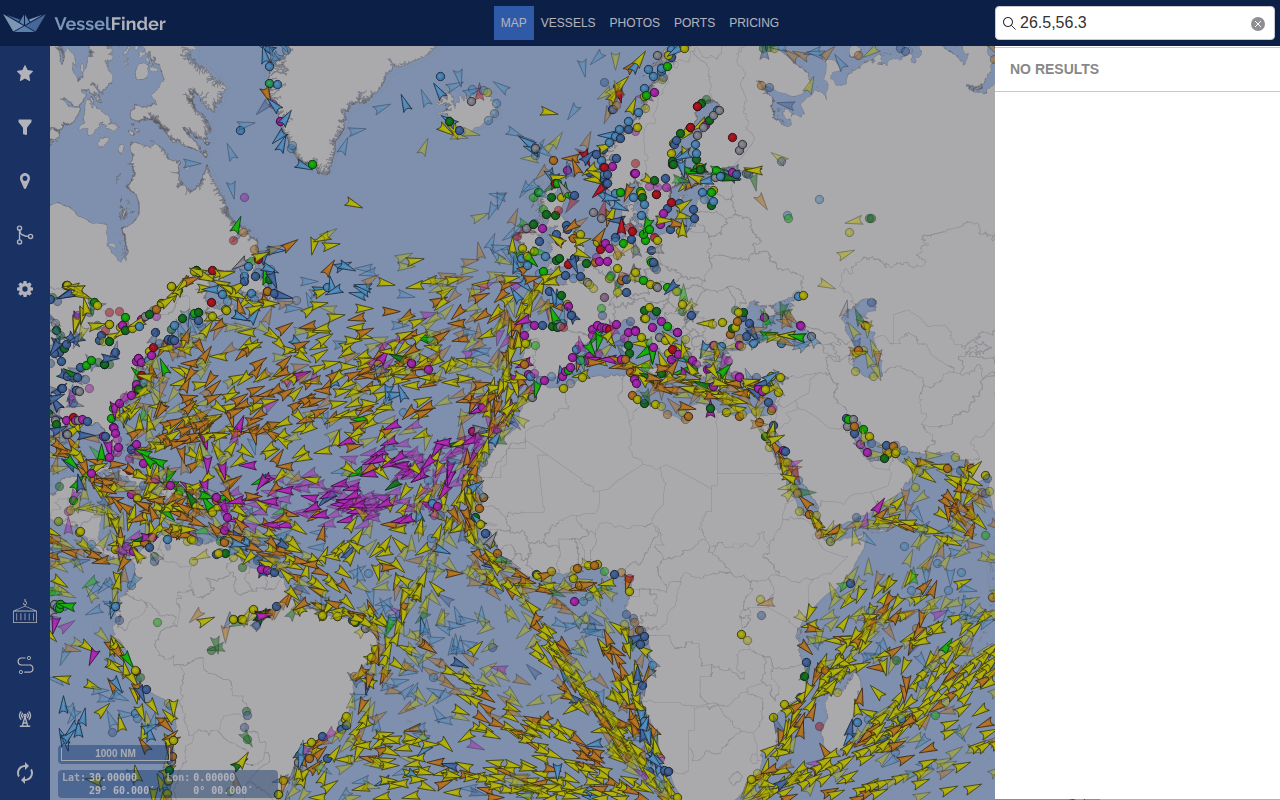 VesselFinder
MAP VESSELS PHOTOS PORTS PRICING
26.5,56.3
NO RESULTS
1000 NM
Lat: 30.00000 Lon: 0.00000
29° 60.000' 0° 00.000'